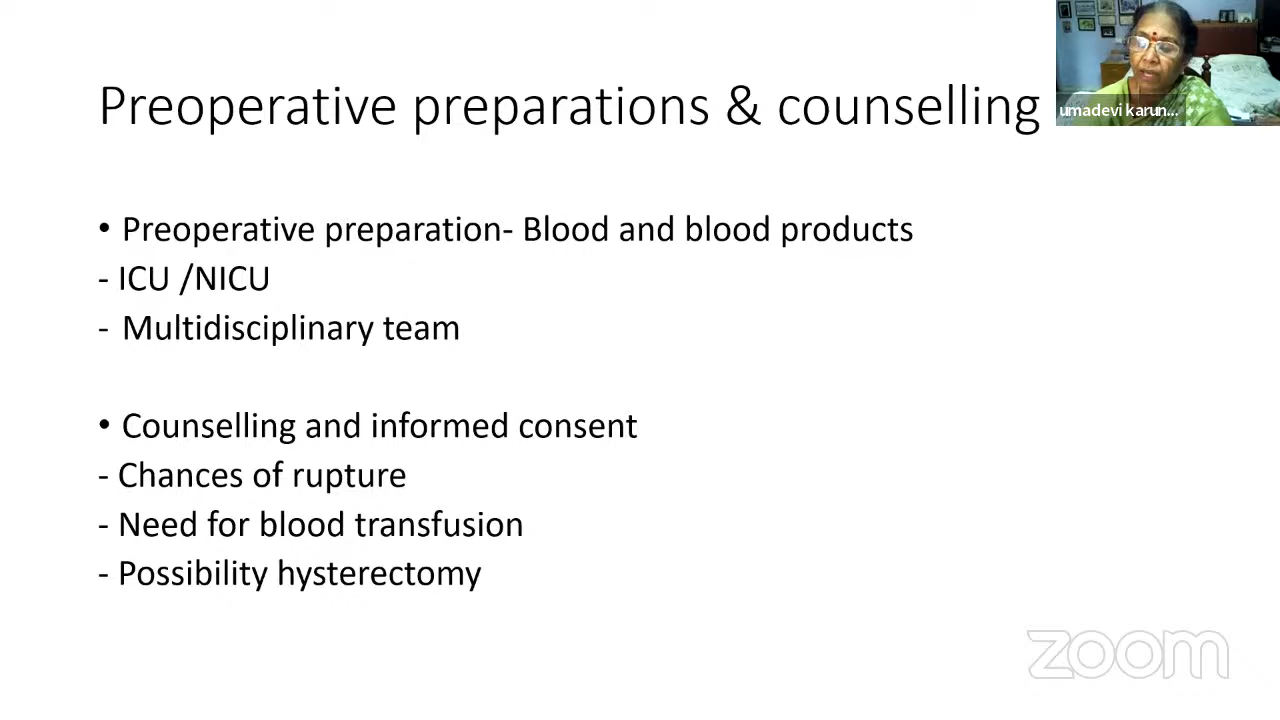 Preoperative preparations & counselling
umadevi karun...
• Preoperative preparation- Blood and blood products
- ICU /NICU
- Multidisciplinary team
• Counselling and informed consent
- Chances of rupture
- Need for blood transfusion
- Possibility hysterectomy
zoom